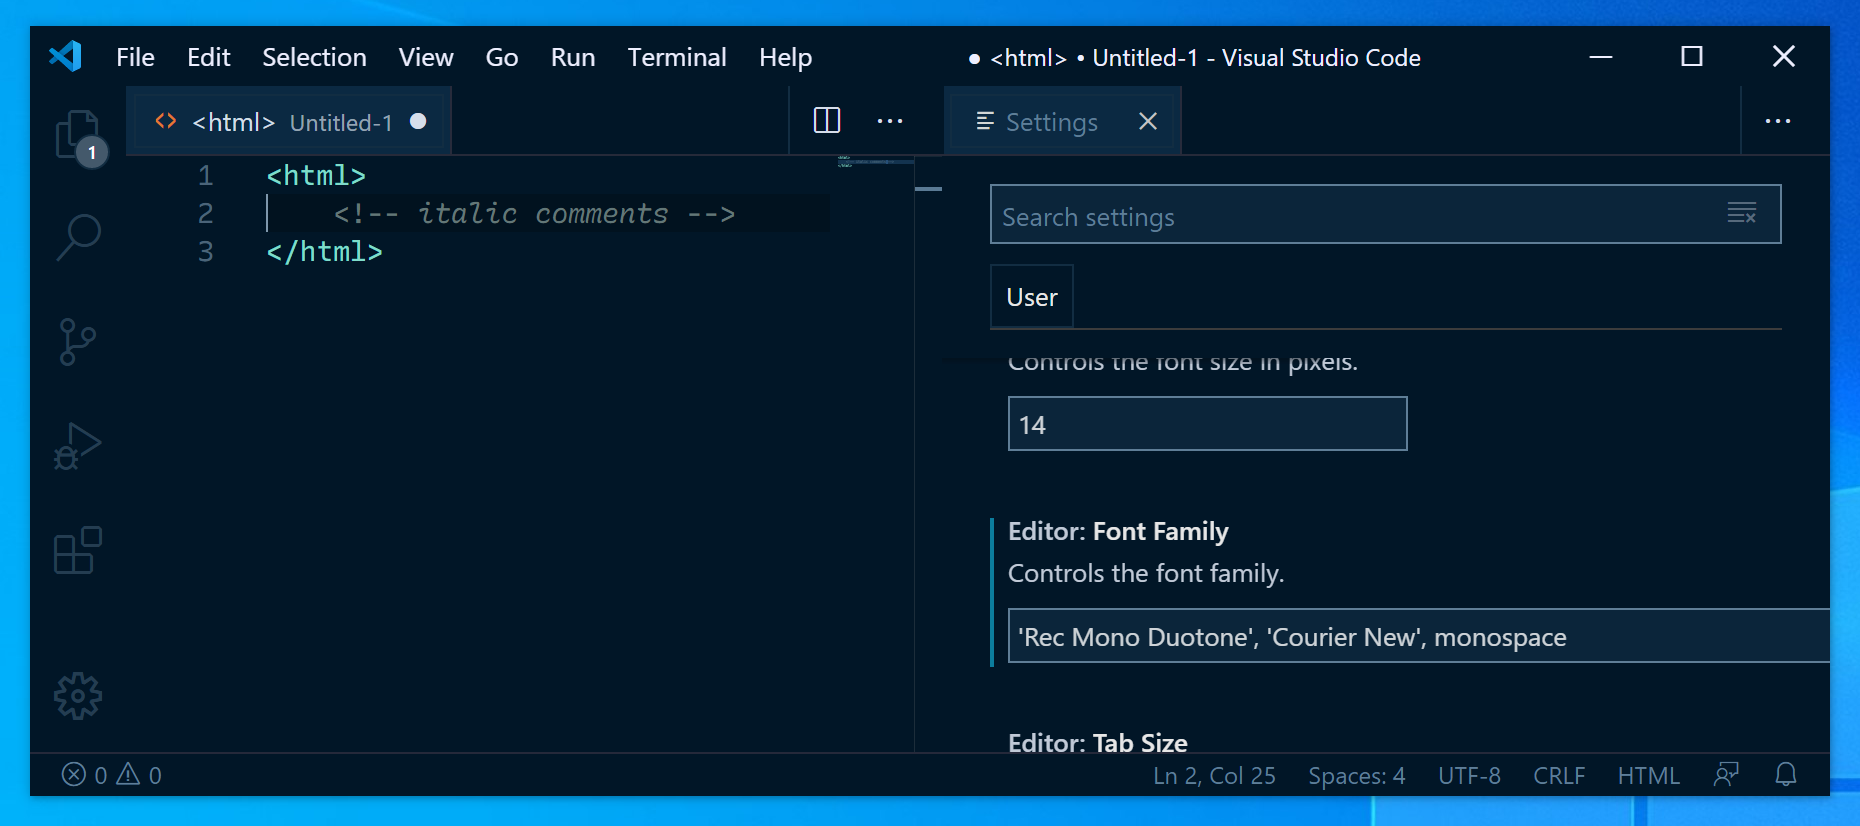 File Edit Selection View Go Run Terminal Help ● <html> • Untitled-1 - Visual Studio Code
<html> Untitled-1
Settings
1
1 <html>
2 <!-- italic comments -->
3 </html>
Search settings
User
Controls the font size in pixels.
14
Editor: Font Family
Controls the font family.
'Rec Mono Duotone', 'Courier New', monospace
Editor: Tab Size
0 0 Ln 2, Col 25 Spaces: 4 UTF-8 CRLF HTML